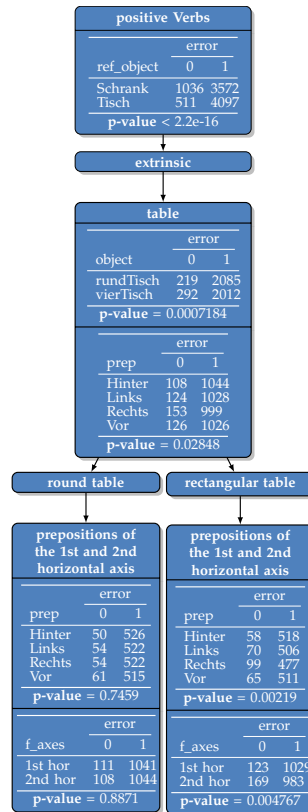 positive Verbs
error
ref_object 0 1
Schrank 1036 3572
Tisch 511 4097
p-value < 2.2e-16
extrinsic
table
error
object 0 1
rundTisch 219 2085
vierTisch 292 2012
p-value = 0.0007184
error
prep 0 1
Hinter 108 1044
Links 124 1028
Rechts 153 999
Vor 126 1026
p-value = 0.02848
round table
rectangular table
prepositions of
the 1st and 2nd
horizontal axis
error
prep 0 1
Hinter 50 526
Links 54 522
Rechts 54 522
Vor 61 515
p-value = 0.7459
error
f_axes 0 1
1st hor 111 1041
2nd hor 108 1044
p-value = 0.8871
prepositions of
the 1st and 2nd
horizontal axis
error
prep 0 1
Hinter 58 518
Links 70 506
Rechts 99 477
Vor 65 511
p-value = 0.00219
error
f_axes 0 1
1st hor 123 1029
2nd hor 169 983
p-value = 0.004767